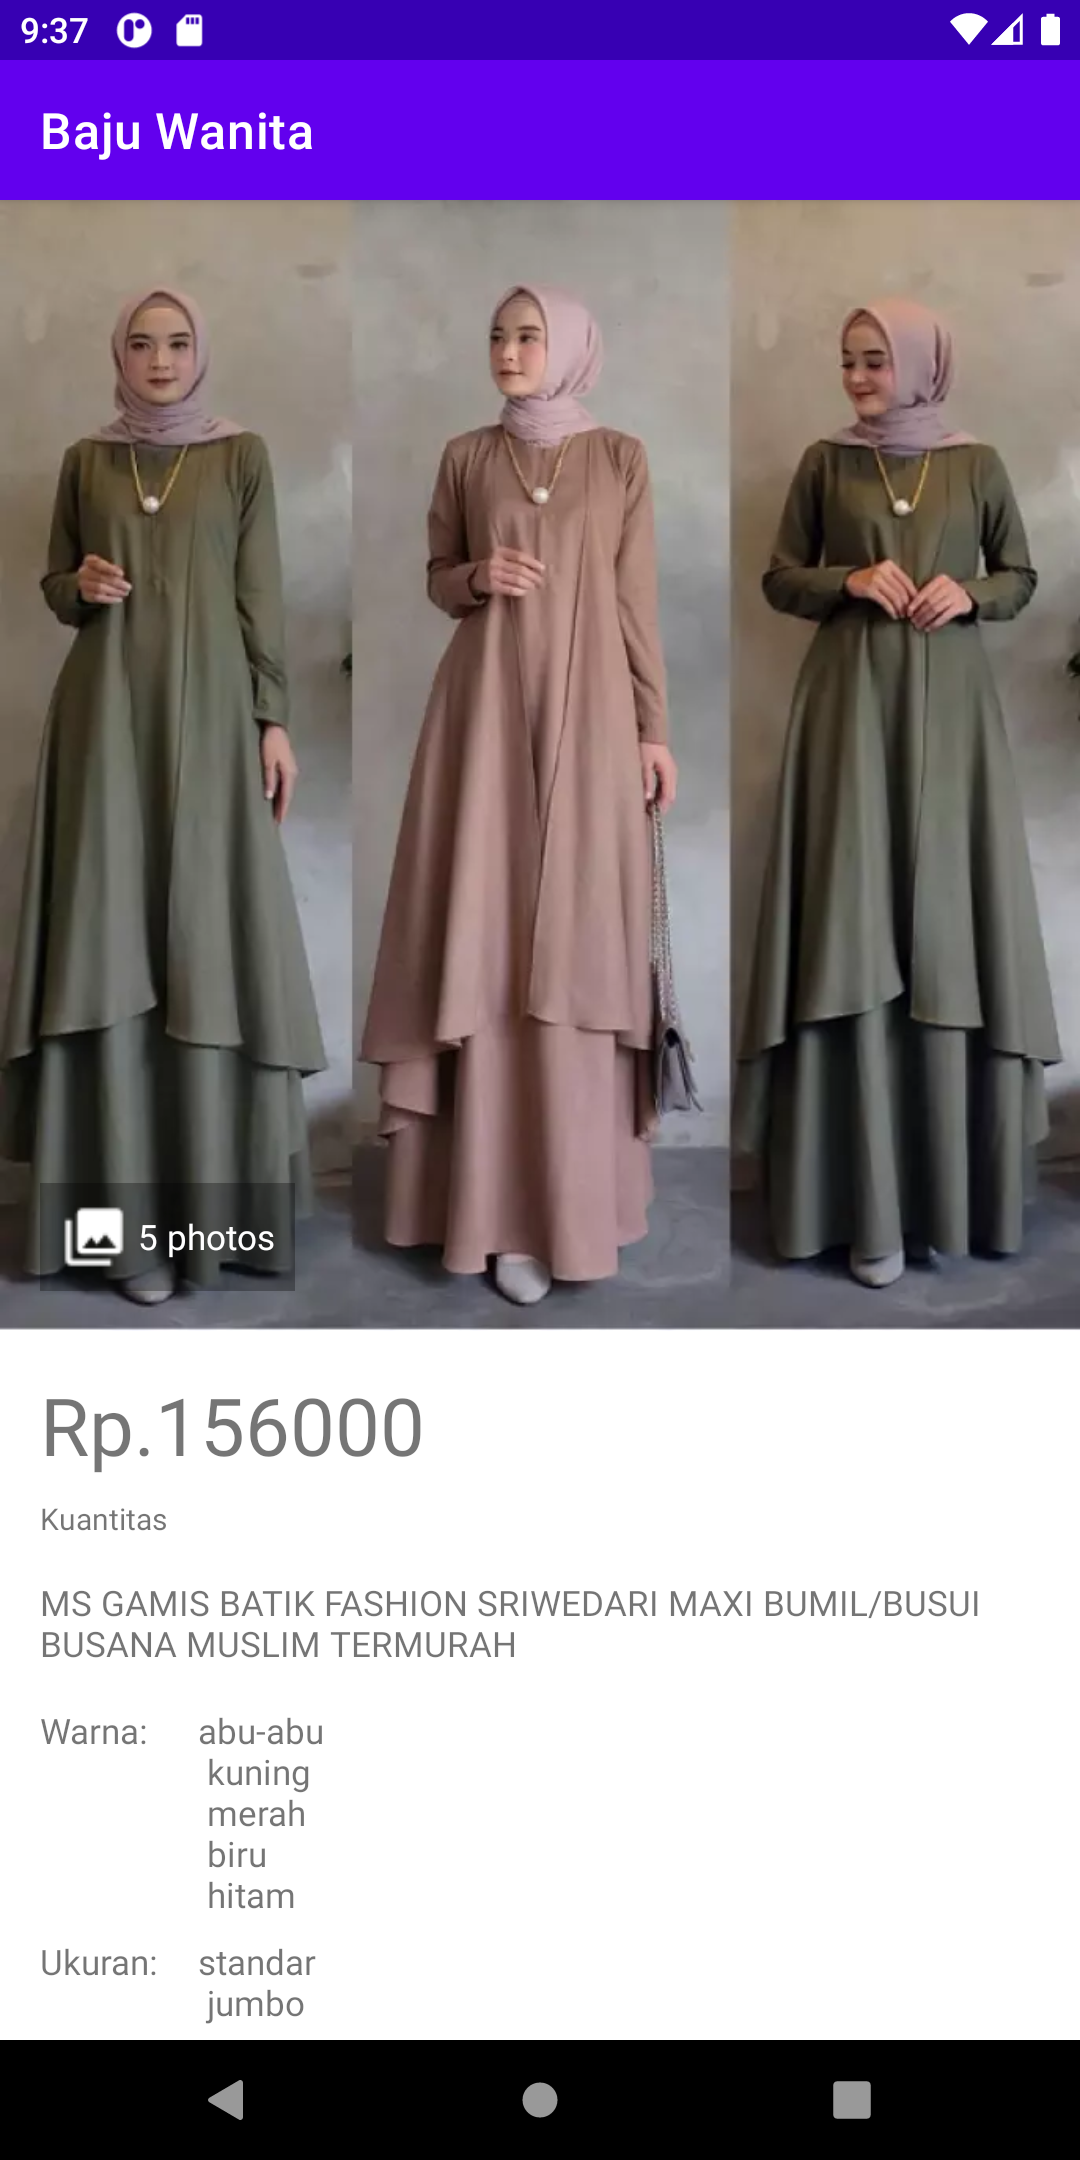 9:37
Baju Wanita
5 photos
Rp.156000
Kuantitas
MS GAMIS BATIK FASHION SRIWEDARI MAXI BUMIL/BUSUI
BUSANA MUSLIM TERMURAH
Warna: abu-abu
kuning
merah
biru
hitam
Ukuran: standar
jumbo